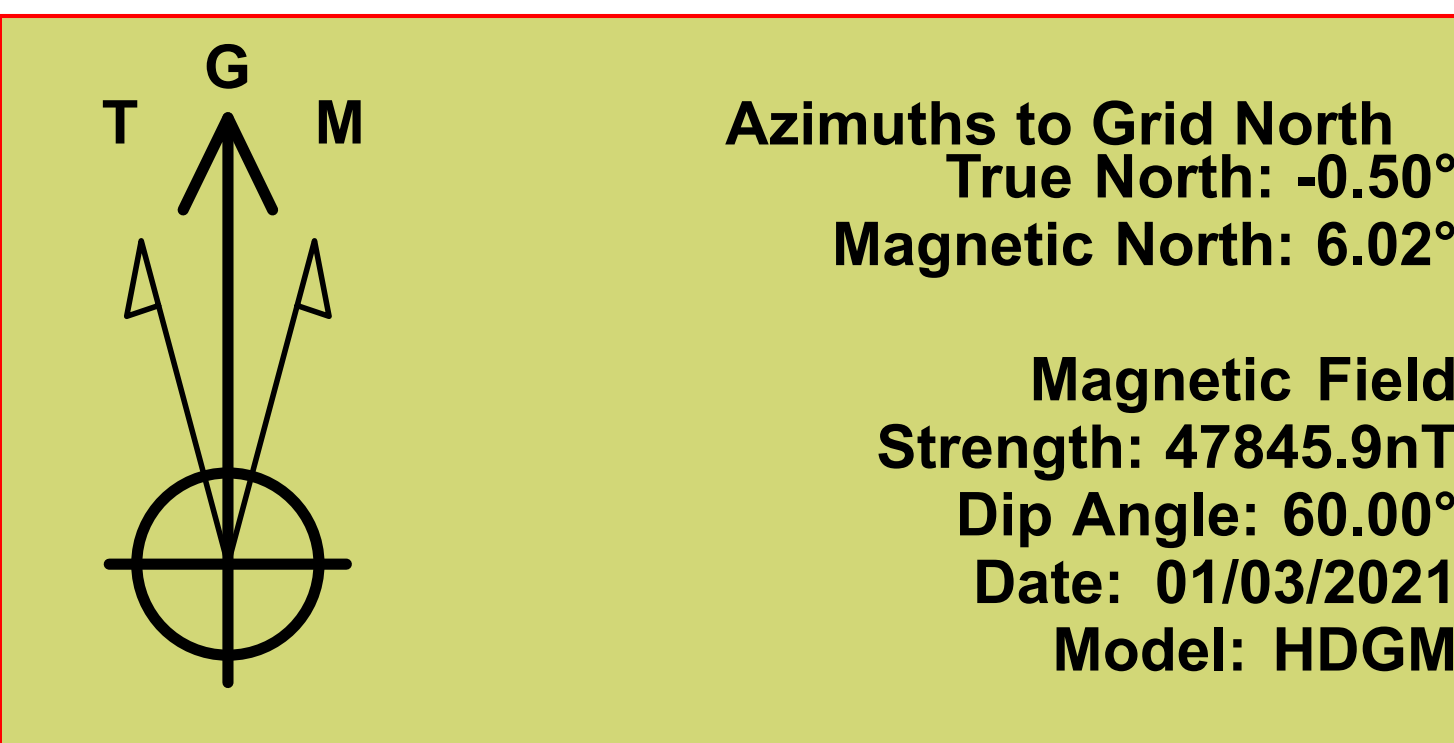 G
T M
Azimuths to Grid North
True North: -0.50°
Magnetic North: 6.02°
Magnetic Field
Strength: 47845.9nT
Dip Angle: 60.00°
Date: 01/03/2021
Model: HDGM